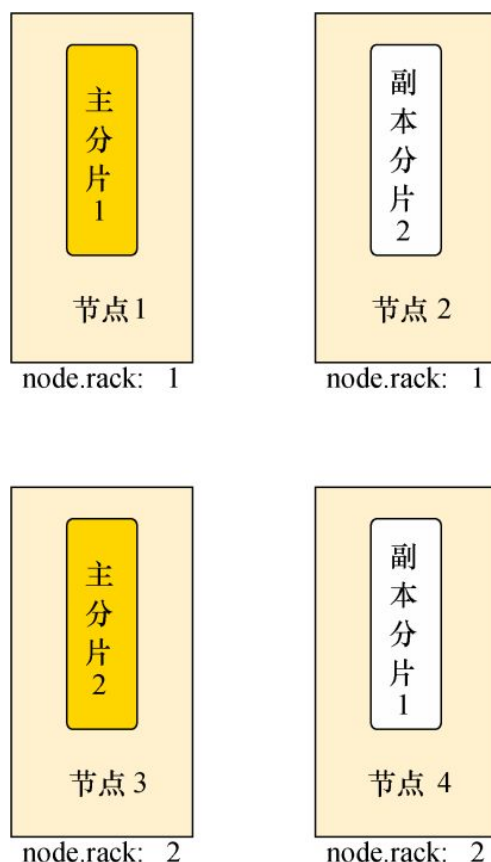 主分片1
节点1
node.rack: 1
副本分片2
节点 2
node.rack: 1
主分片2
节点3
node.rack: 2
副本分片1
节点 4
node.rack: 2